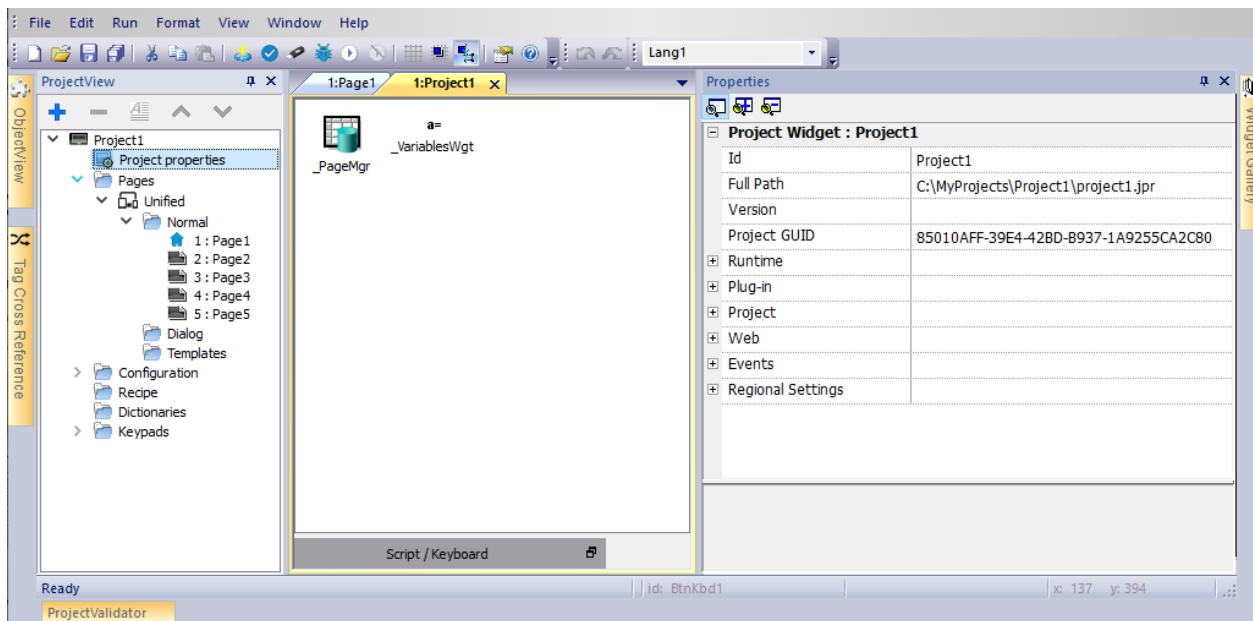 File Edit Run Format View Window Help
Lang1
ProjectView
1:Page1
1:Project1
Properties
ObjectView
Tag Cross Reference
Project1
Project properties
Pages
Unified
Normal
1 : Page1
2 : Page2
3 : Page3
4 : Page4
5 : Page5
Dialog
Templates
Configuration
Recipe
Dictionaries
Keypads
_PageMgr
a=
_VariablesWgt
Script / Keyboard
Project Widget : Project1
Id Project1
Full Path C:\MyProjects\Project1\project1.jpr
Version
Project GUID 85010AFF-39E4-42BD-B937-1A9255CA2C80
Runtime
Plug-in
Project
Web
Events
Regional Settings
Widget Gallery
Ready
id: BtnKbd1
x: 137 y: 394
ProjectValidator